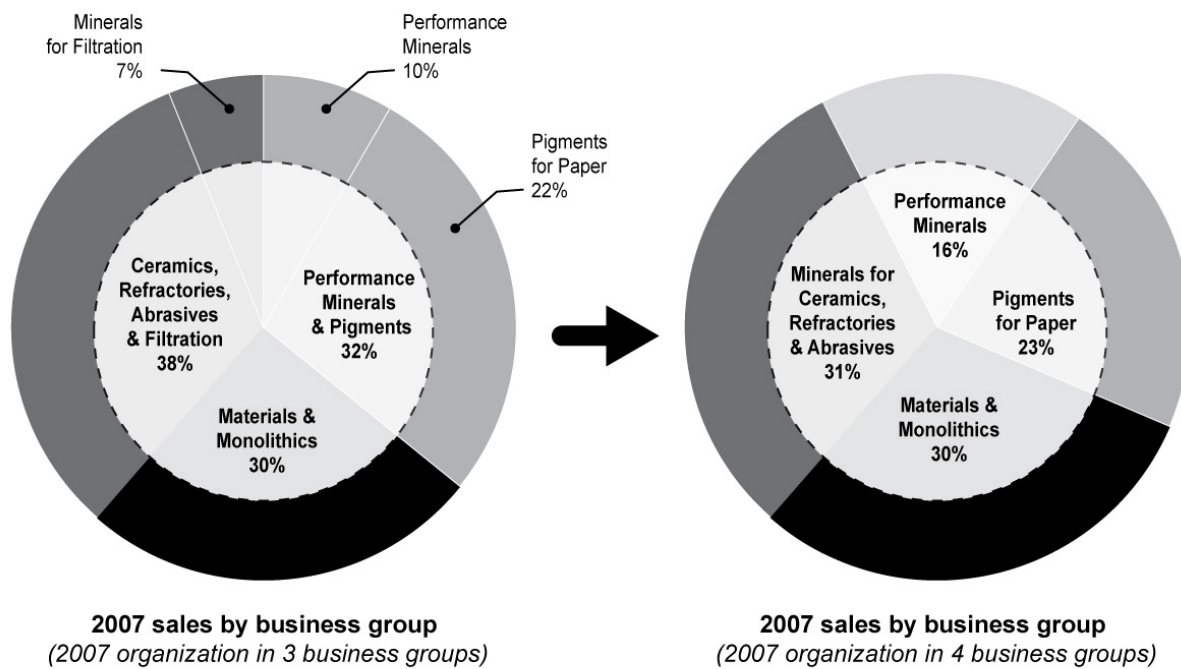 Minerals
for Filtration
7%
Performance
Minerals
10%
Pigments
for Paper
22%
Ceramics,
Refractories,
Abrasives
& Filtration
38%
Performance
Minerals
& Pigments
32%
Materials &
Monolithics
30%
2007 sales by business group
(2007 organization in 3 business groups)
Performance
Minerals
16%
Minerals for
Ceramics,
Refractories
& Abrasives
31%
Pigments
for Paper
23%
Materials &
Monolithics
30%
2007 sales by business group
(2007 organization in 4 business groups)